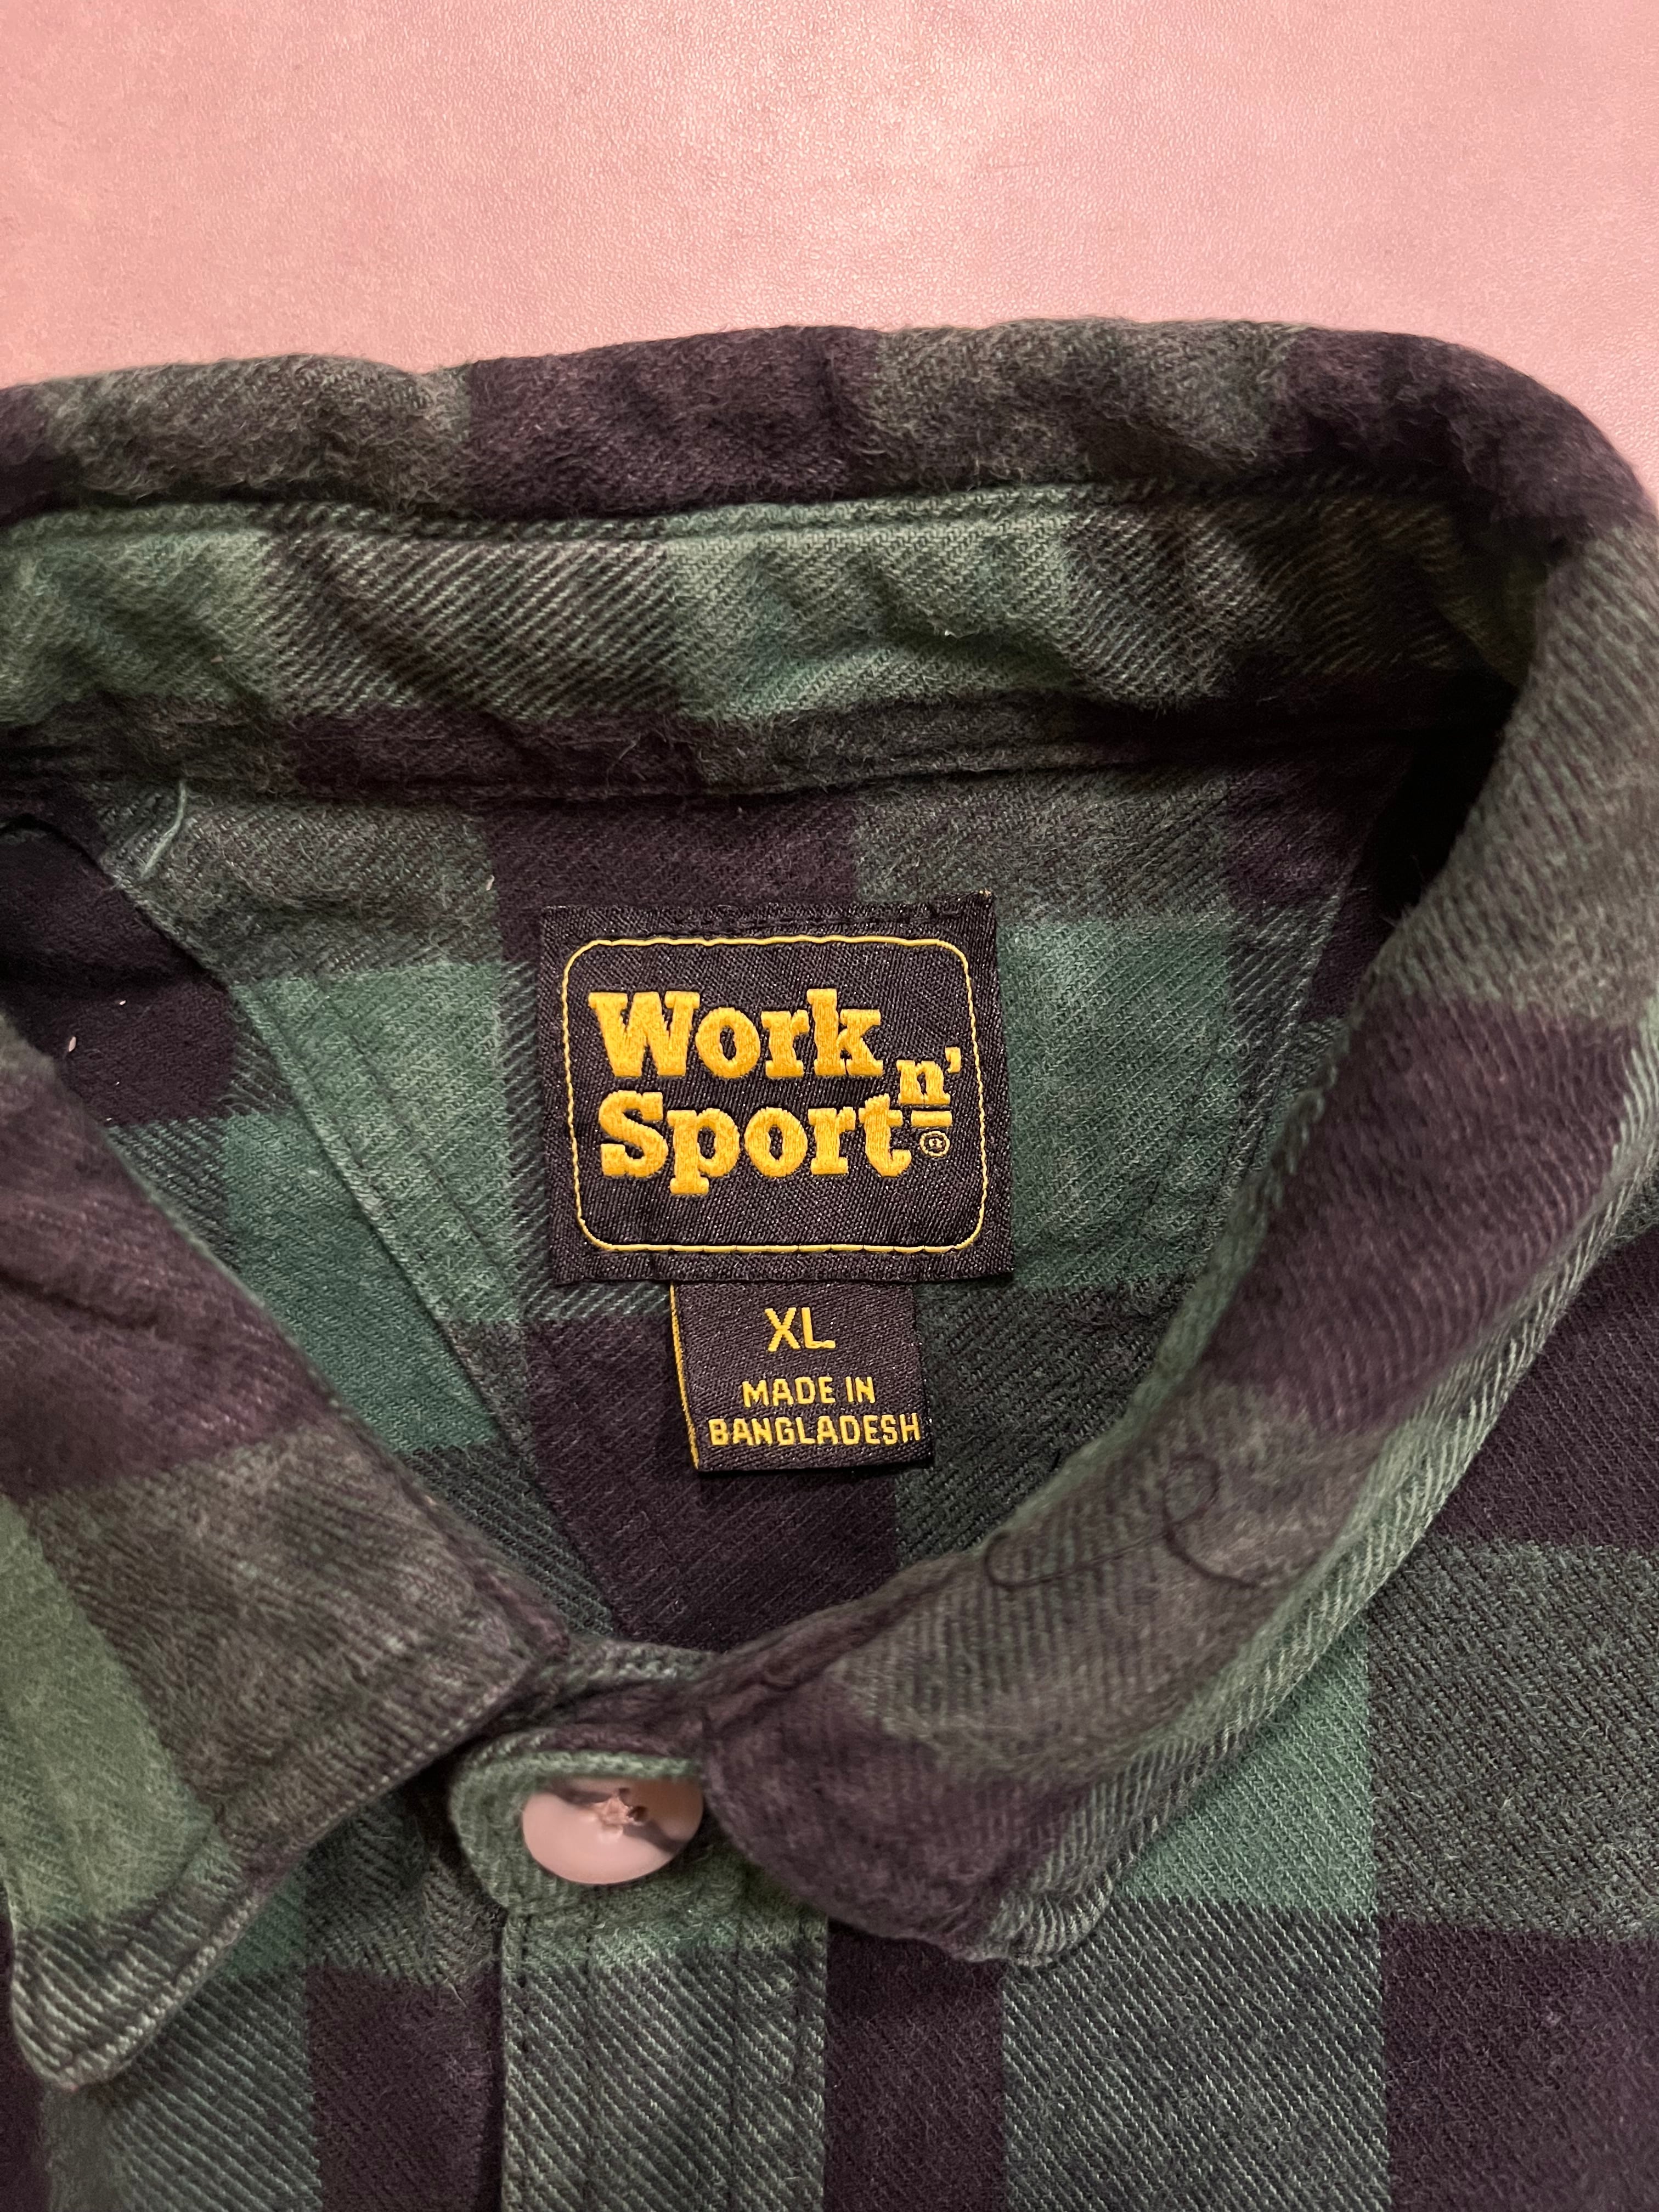 Work n'
Sport ®
XL
MADE IN
BANGLADESH